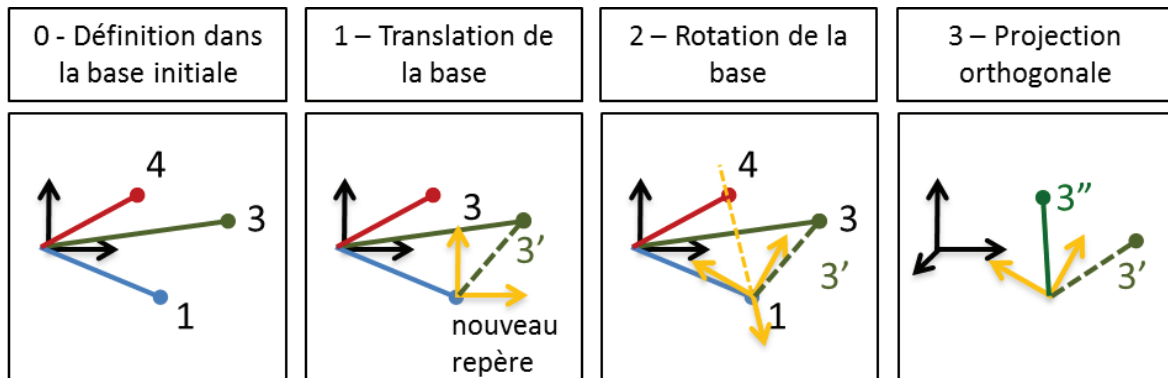 0 - Définition dans
la base initiale
1 – Translation de
la base
2 – Rotation de la
base
3 – Projection
orthogonale
4
3
1
3
3’
nouveau
repère
4
3
3’
1
3”
3’